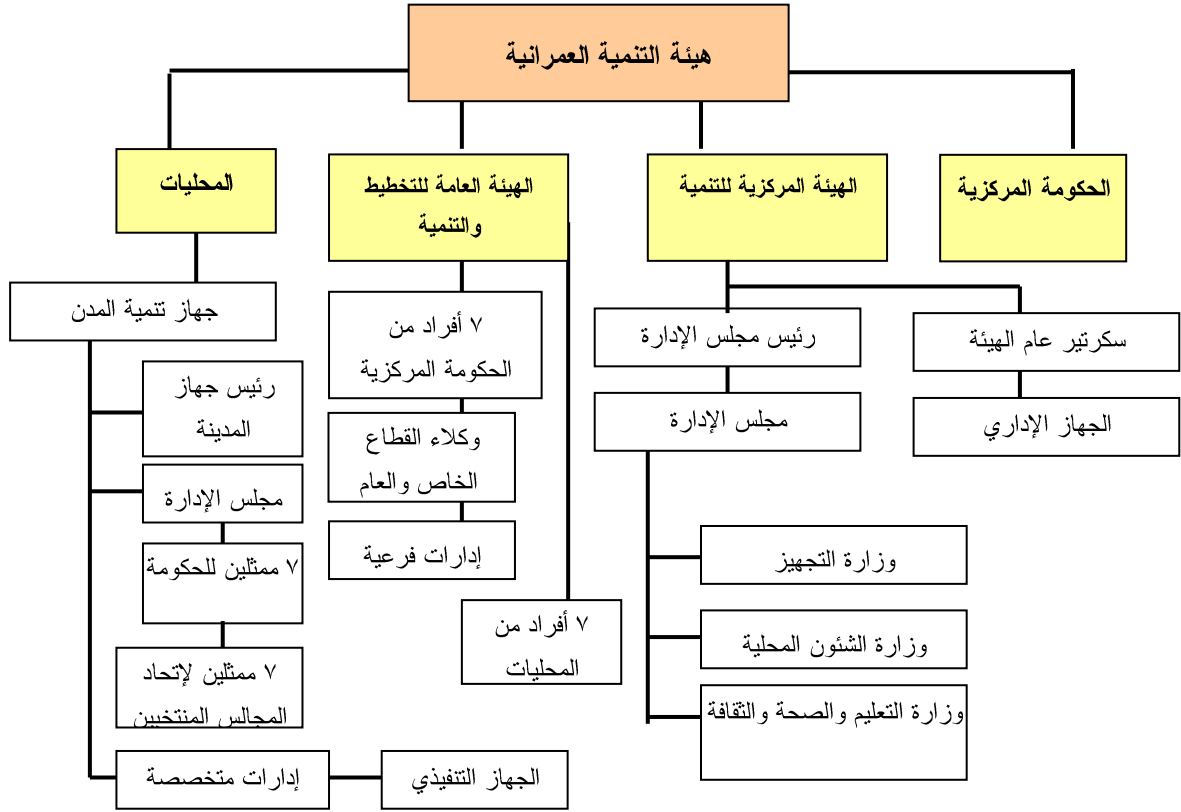 هيئة التنمية العمرانية
الحكومة المركزية
الهيئة المركزية للتنمية
الهيئة العامة للتخطيط
والتنمية
المحليات
سكرتير عام الهيئة
الجهاز الإداري
رئيس مجلس الإدارة
مجلس الإدارة
وزارة التجهيز
وزارة الشئون المحلية
وزارة التعليم والصحة والثقافة
٧ أفراد من
الحكومة المركزية
وكلاء القطاع
الخاص والعام
إدارات فرعية
٧ أفراد من
المحليات
جهاز تنمية المدن
رئيس جهاز
المدينة
مجلس الإدارة
٧ ممثلين للحكومة
٧ ممثلين لإتحاد
المجالس المنتخبين
إدارات متخصصة
الجهاز التنفيذي